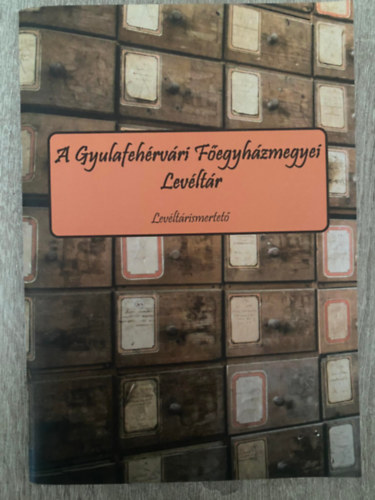 A Gyulafehérvári Főegyházmegyei
Levéltár
Levéltárismertető